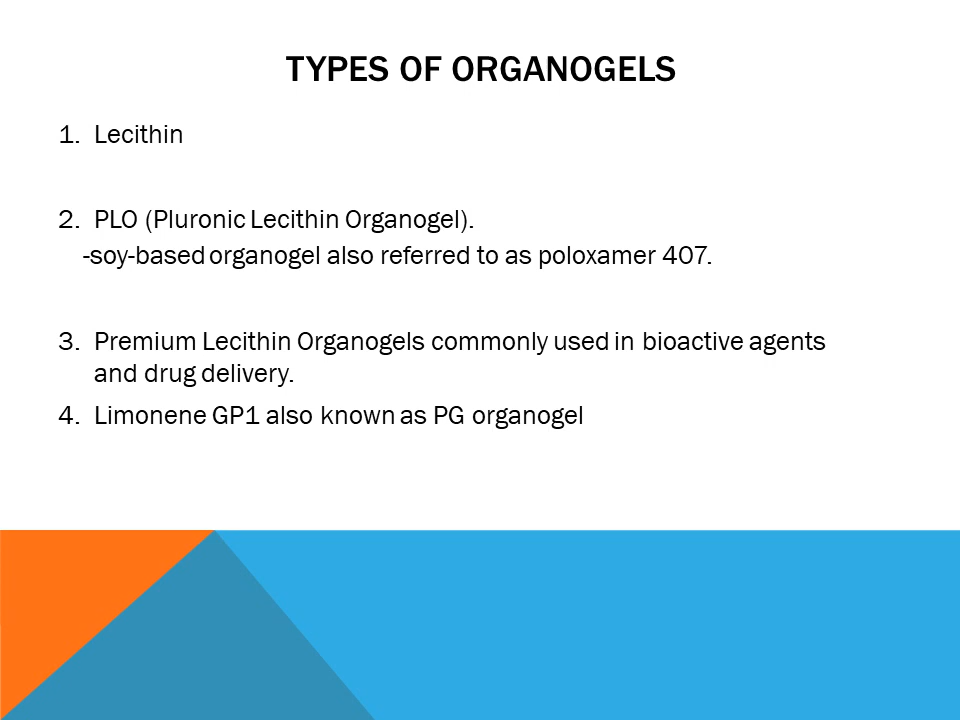 TYPES OF ORGANOGELS
1. Lecithin
2. PLO (Pluronic Lecithin Organogel).
-soy-based organogel also referred to as poloxamer 407.
3. Premium Lecithin Organogels commonly used in bioactive agents
and drug delivery.
4. Limonene GP1 also known as PG organogel